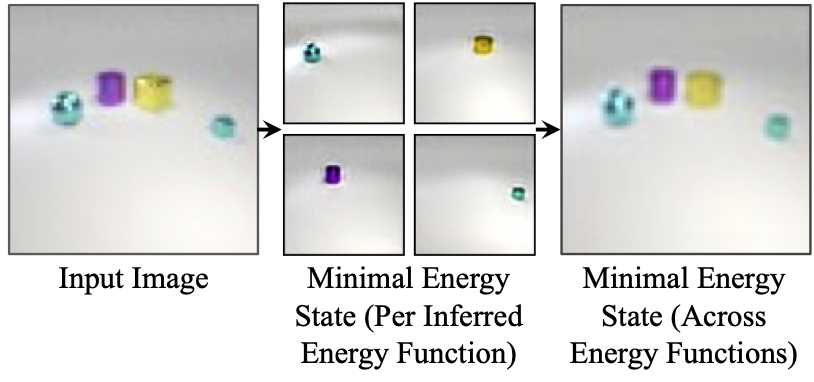 Input Image
Minimal Energy
State (Per Inferred
Energy Function)
Minimal Energy
State (Across
Energy Functions)